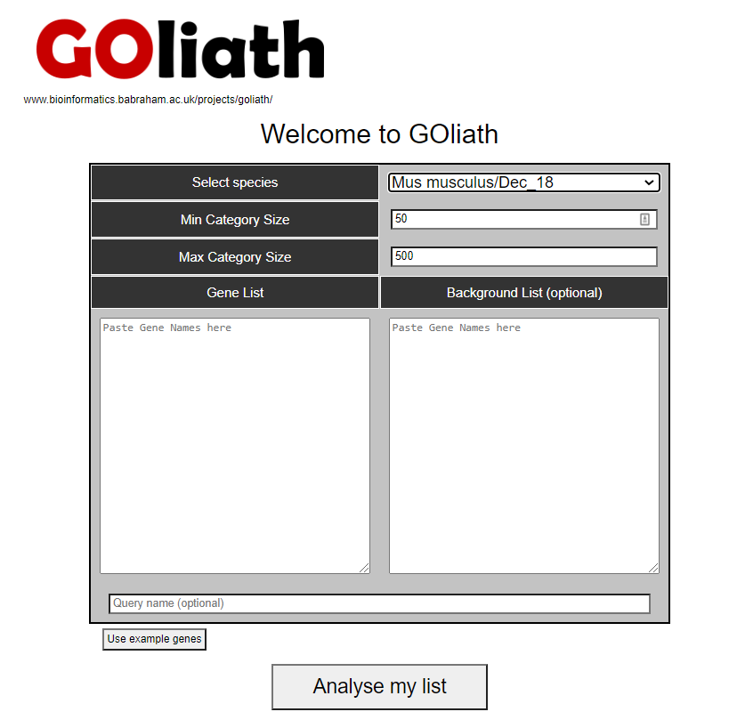 GOliath
www.bioinformatics.babraham.ac.uk/projects/goliath/
Welcome to GOliath
Select species
Mus musculus/Dec_18
Min Category Size
50
Max Category Size
500
Gene List
Background List (optional)
Paste Gene Names here
Paste Gene Names here
Query name (optional)
Use example genes
Analyse my list